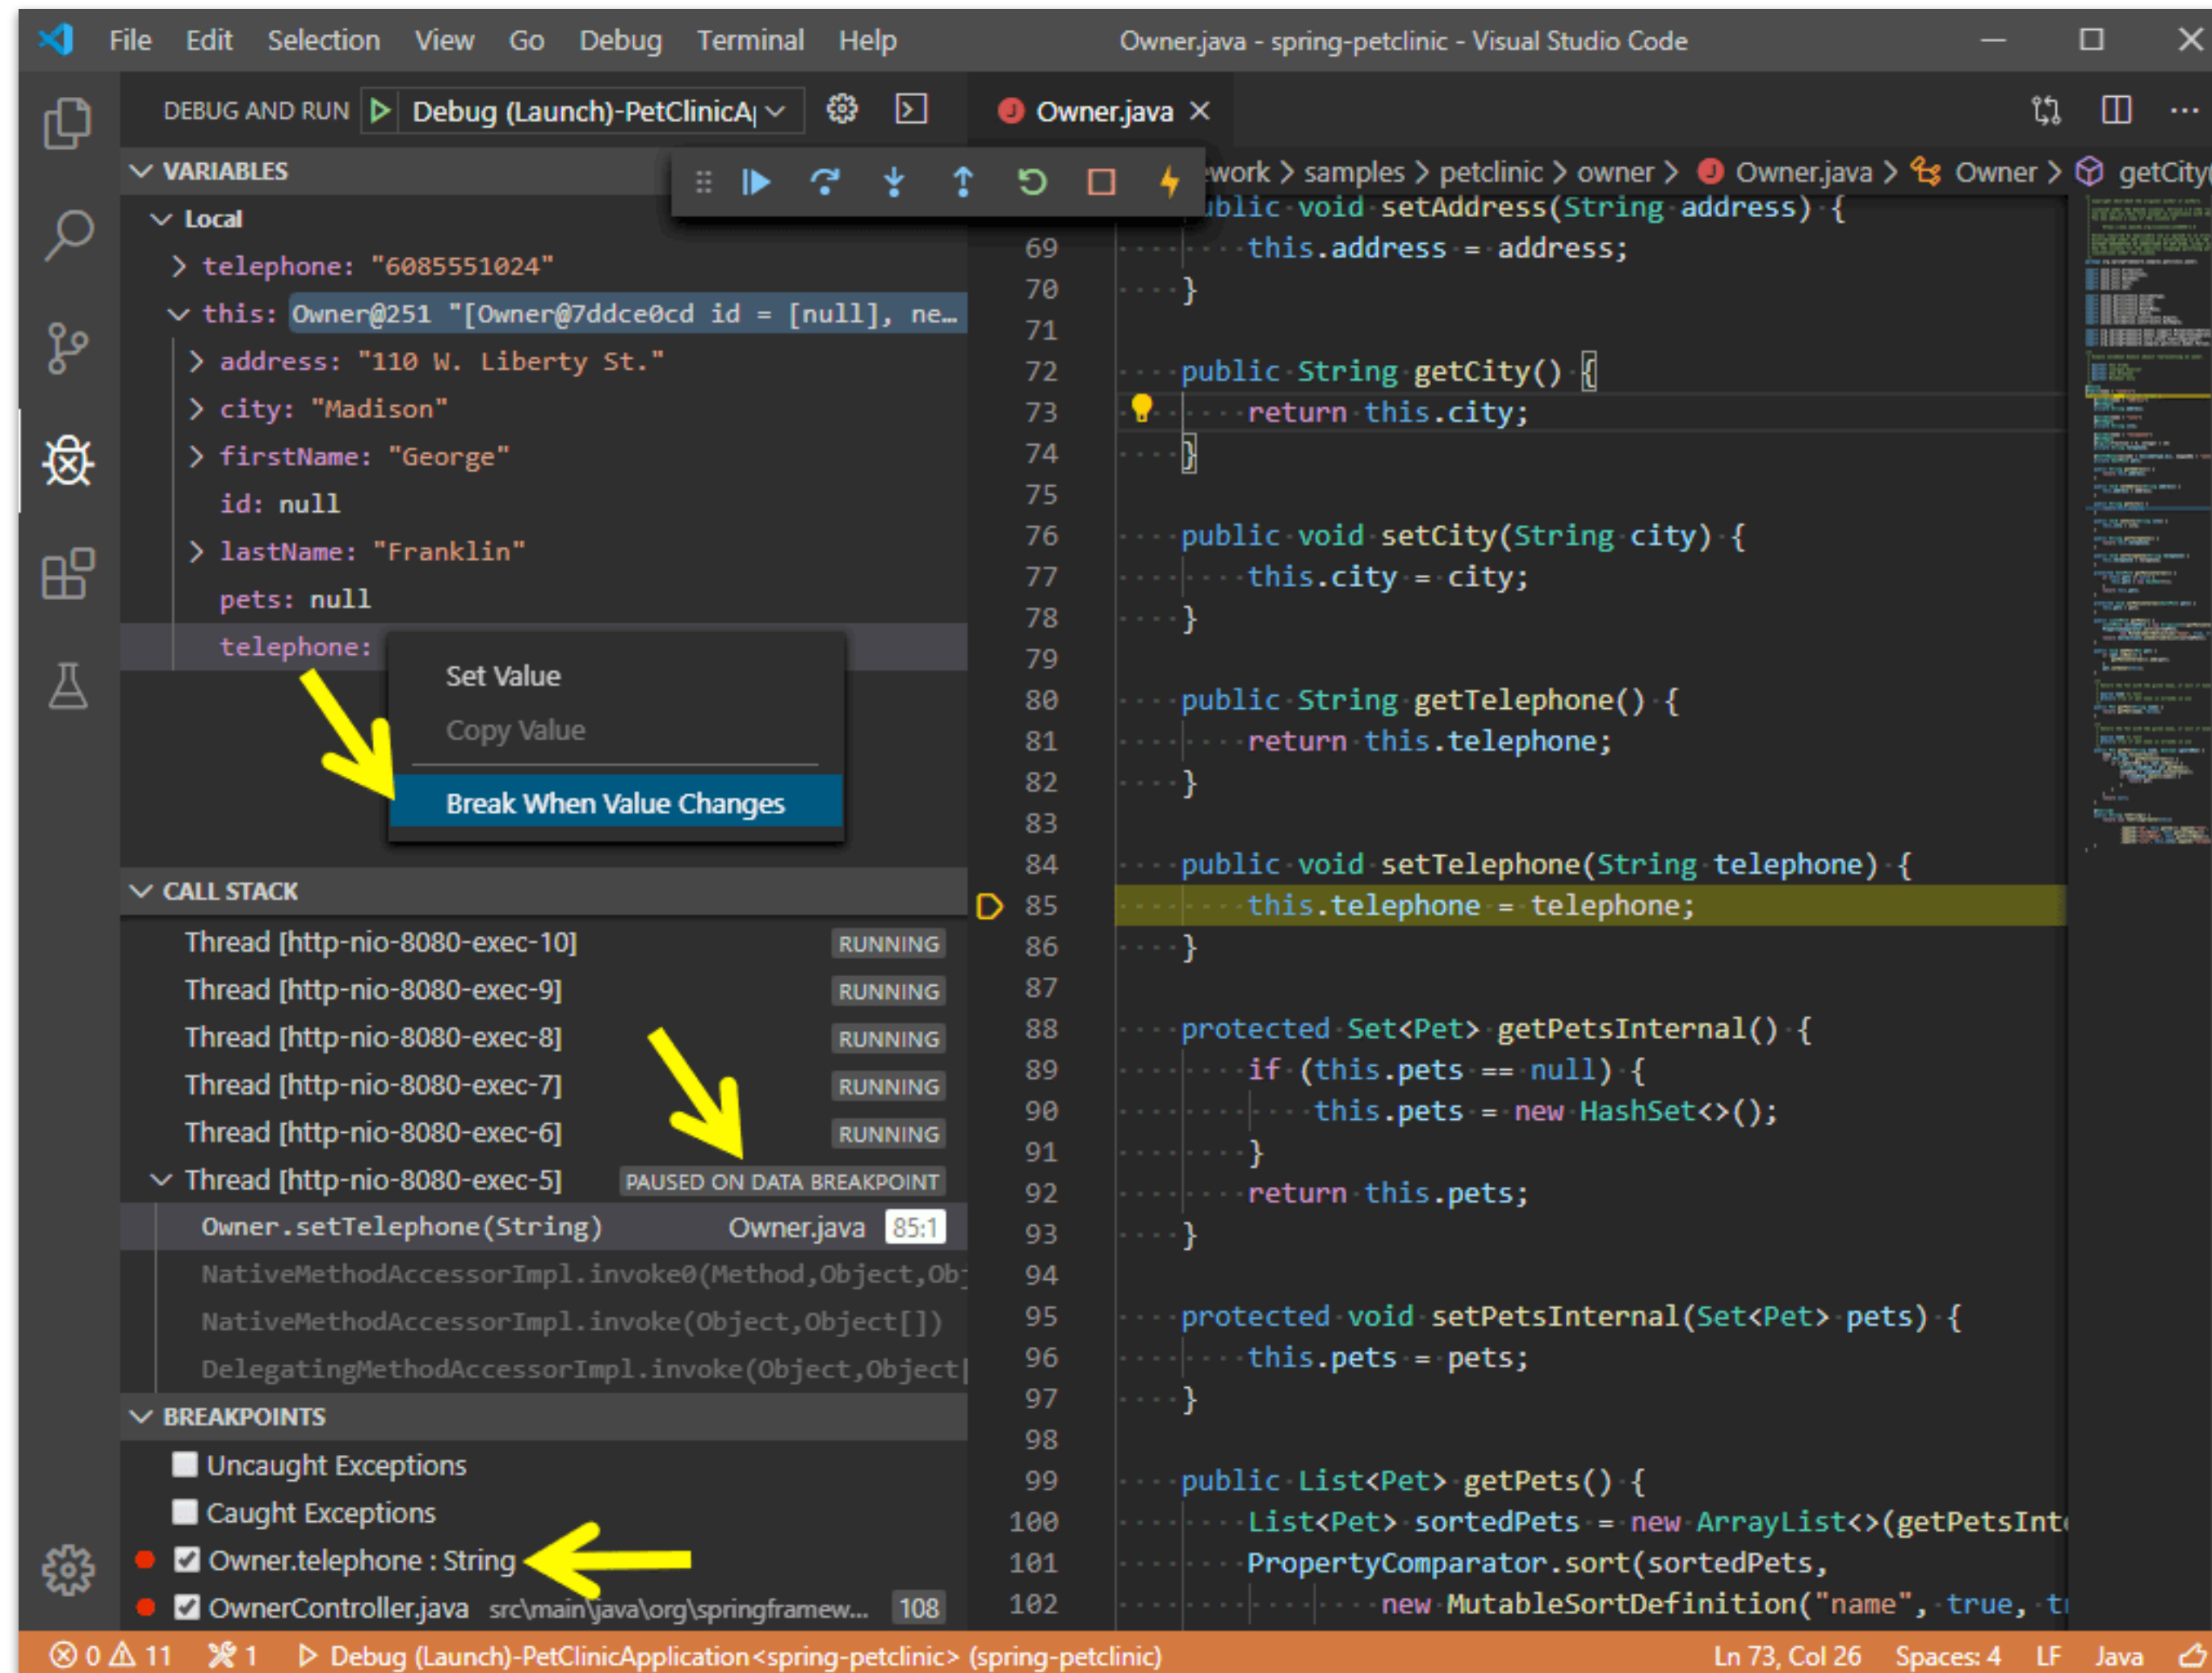 File Edit Selection View Go Debug Terminal Help
Owner.java - spring-petclinic - Visual Studio Code
DEBUG AND RUN Debug (Launch)-PetClinicA
VARIABLES
Local
telephone: "6085551024"
this: Owner@251 "[Owner@7ddce0cd id = [null], ne…
address: "110 W. Liberty St."
city: "Madison"
firstName: "George"
id: null
lastName: "Franklin"
pets: null
telephone:
Set Value
Copy Value
Break When Value Changes
CALL STACK
Thread [http-nio-8080-exec-10] RUNNING
Thread [http-nio-8080-exec-9] RUNNING
Thread [http-nio-8080-exec-8] RUNNING
Thread [http-nio-8080-exec-7] RUNNING
Thread [http-nio-8080-exec-6] RUNNING
Thread [http-nio-8080-exec-5] PAUSED ON DATA BREAKPOINT
Owner.setTelephone(String) Owner.java 85:1
NativeMethodAccessorImpl.invoke0(Method,Object,Obj
NativeMethodAccessorImpl.invoke(Object,Object[])
DelegatingMethodAccessorImpl.invoke(Object,Object[
BREAKPOINTS
Uncaught Exceptions
Caught Exceptions
Owner.telephone : String
OwnerController.java src\main\java\org\springframew... 108
Owner.java
ework > samples > petclinic > owner > Owner.java > Owner > getCity(
public void setAddress(String address) {
69 this.address = address;
70 }
71
72 public String getCity() {
73 return this.city;
74 }
75
76 public void setCity(String city) {
77 this.city = city;
78 }
79
80 public String getTelephone() {
81 return this.telephone;
82 }
83
84 public void setTelephone(String telephone) {
85 this.telephone = telephone;
86 }
87
88 protected Set<Pet> getPetsInternal() {
89 if (this.pets == null) {
90 this.pets = new HashSet<>();
91 }
92 return this.pets;
93 }
94
95 protected void setPetsInternal(Set<Pet> pets) {
96 this.pets = pets;
97 }
98
99 public List<Pet> getPets() {
100 List<Pet> sortedPets = new ArrayList<>(getPetsInte
101 PropertyComparator.sort(sortedPets,
102 new MutableSortDefinition("name", true, tr
0 11 1 Debug (Launch)-PetClinicApplication<spring-petclinic> (spring-petclinic)
Ln 73, Col 26 Spaces: 4 LF Java